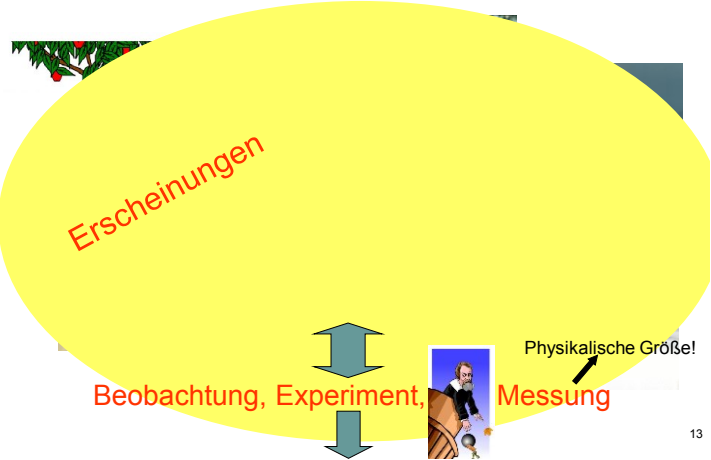 Erscheinungen
Physikalische Größe!
Beobachtung, Experiment, Messung
13